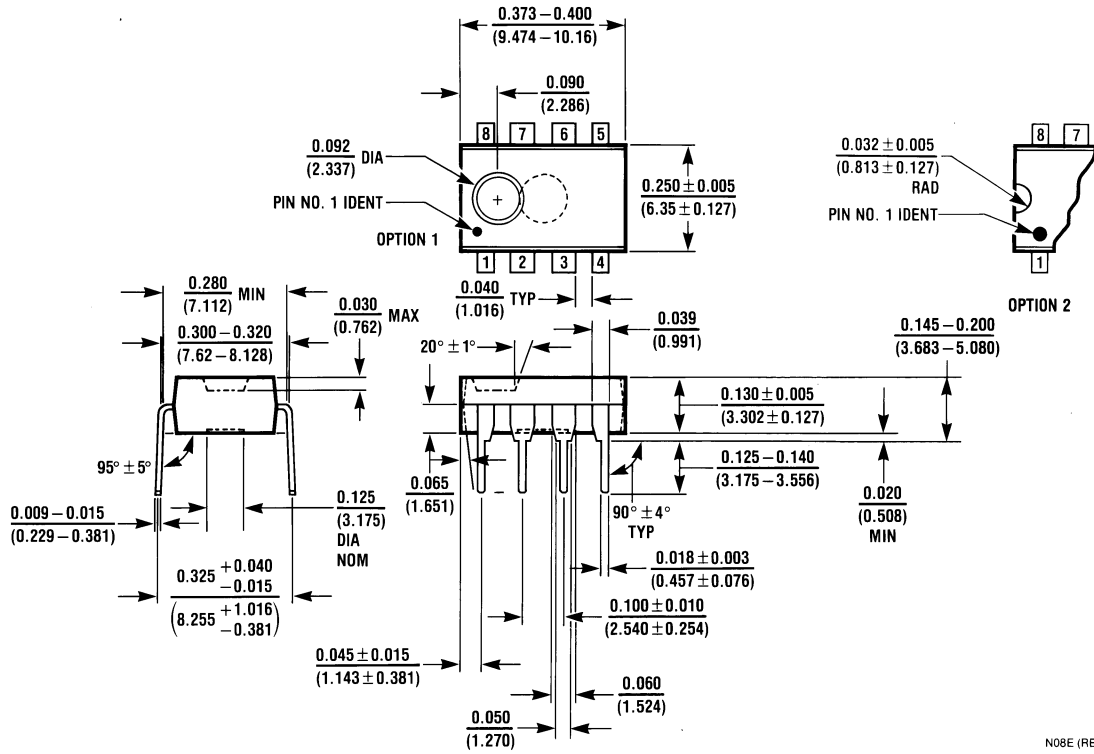 0.373 – 0.400
(9.474 – 10.16)
0.090
(2.286)
8 7 6 5
0.092 DIA
(2.337)
PIN NO. 1 IDENT
OPTION 1
+
0.250 ± 0.005
(6.35 ± 0.127)
1 2 3 4
0.032 ± 0.005
(0.813 ± 0.127)
RAD
PIN NO. 1 IDENT
8 7
1
OPTION 2
0.280 MIN
(7.112)
0.300 – 0.320
(7.62 – 8.128)
0.030 MAX
(0.762)
0.040 TYP
(1.016)
0.039
(0.991)
20° ± 1°
0.145 – 0.200
(3.683 – 5.080)
0.130 ± 0.005
(3.302 ± 0.127)
0.125 – 0.140
(3.175 – 3.556)
0.020
(0.508)
MIN
95° ± 5°
0.009 – 0.015
(0.229 – 0.381)
0.125
(3.175)
DIA
NOM
0.065
(1.651)
90° ± 4°
TYP
0.018 ± 0.003
(0.457 ± 0.076)
0.325 +0.040
–0.015
(8.255 +1.016
–0.381)
0.100 ± 0.010
(2.540 ± 0.254)
0.045 ± 0.015
(1.143 ± 0.381)
0.060
(1.524)
0.050
(1.270)
N08E (RE